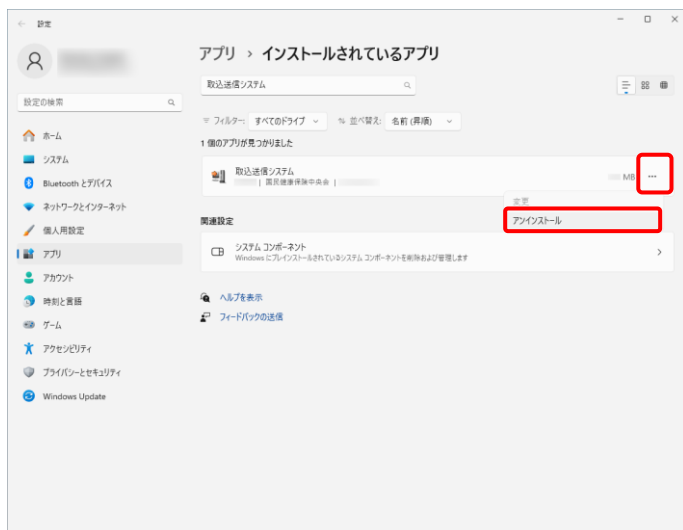 設定
アプリ > インストールされているアプリ
取込送信システム
設定の検索
フィルター: すべてのドライブ 並べ替え: 名前 (昇順)
1 個のアプリが見つかりました
ホーム
システム
Bluetooth とデバイス
ネットワークとインターネット
個人用設定
アプリ
アカウント
時刻と言語
ゲーム
アクセシビリティ
プライバシーとセキュリティ
Windows Update
取込送信システム
| 国民健康保険中央会 |
MB
変更
アンインストール
関連設定
システム コンポーネント
Windows にプレインストールされているシステム コンポーネントを削除および管理します
ヘルプを表示
フィードバックの送信